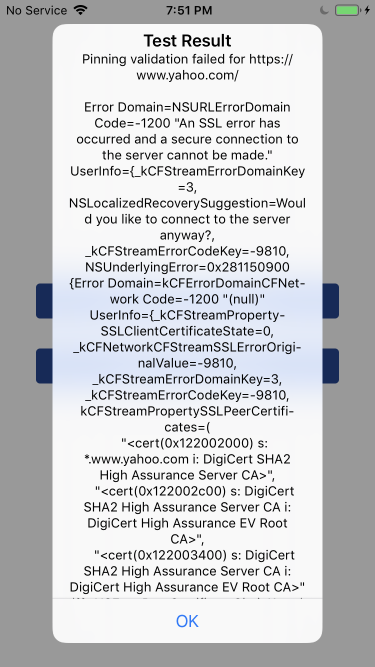 No Service 7:51 PM
Test Result
Pinning validation failed for https://
www.yahoo.com/
Error Domain=NSURLErrorDomain
Code=-1200 "An SSL error has
occurred and a secure connection to
the server cannot be made."
UserInfo={_kCFStreamErrorDomainKey
=3,
NSLocalizedRecoverySuggestion=Woul
d you like to connect to the server
anyway?,
_kCFStreamErrorCodeKey=-9810,
NSUnderlyingError=0x281150900
{Error Domain=kCFErrorDomainCFNet-
work Code=-1200 "(null)"
UserInfo={_kCFStreamProperty-
SSLClientCertificateState=0,
_kCFNetworkCFStreamSSLErrorOrigi-
nalValue=-9810,
_kCFStreamErrorDomainKey=3,
_kCFStreamErrorCodeKey=-9810,
kCFStreamPropertySSLPeerCertifi-
cates=(
"<cert(0x122002000) s:
*.www.yahoo.com i: DigiCert SHA2
High Assurance Server CA>",
"<cert(0x122002c00) s: DigiCert
SHA2 High Assurance Server CA i:
DigiCert High Assurance EV Root
CA>",
"<cert(0x122003400) s: DigiCert
SHA2 High Assurance EV Root CA i:
DigiCert High Assurance EV Root CA>"
OK